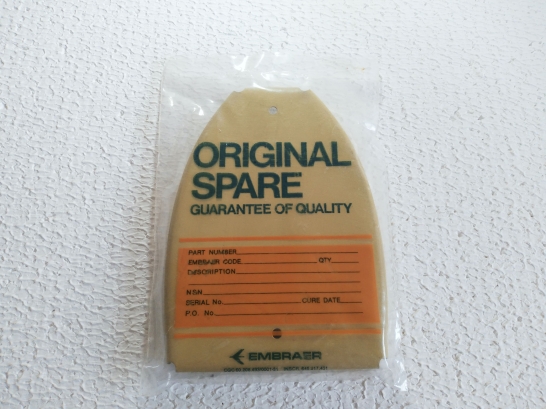 ORIGINAL
SPARE
GUARANTEE OF QUALITY
PART NUMBER
EMBRAER CODE QTY
DESCRIPTION
NSN
SERIAL No. CURE DATE
P.O. No.
EMBRAER